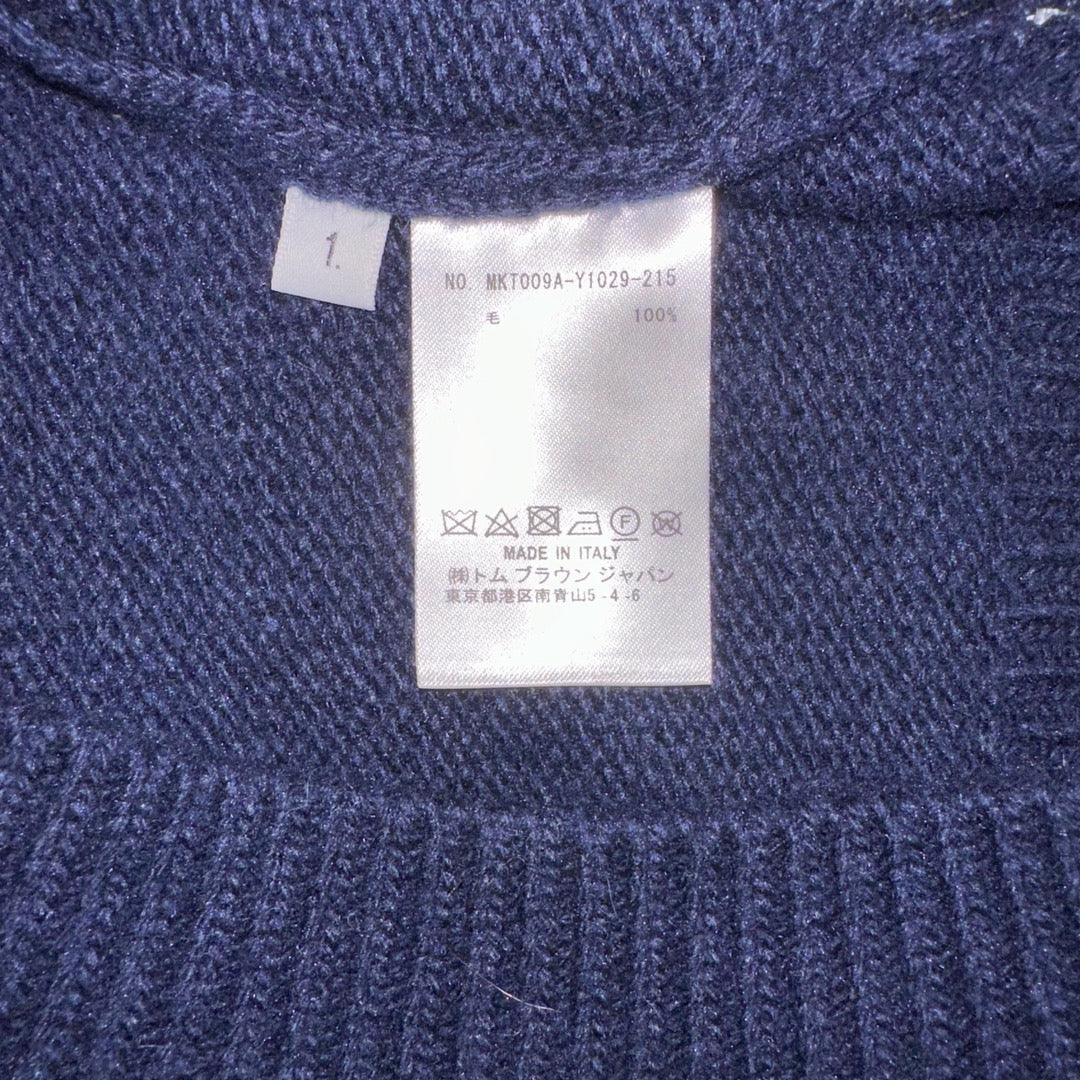 1.
NO. MKT009A-Y1029-215
毛 100%
F W
MADE IN ITALY
㈱トム ブラウン ジャパン
東京都港区南青山5-4-6